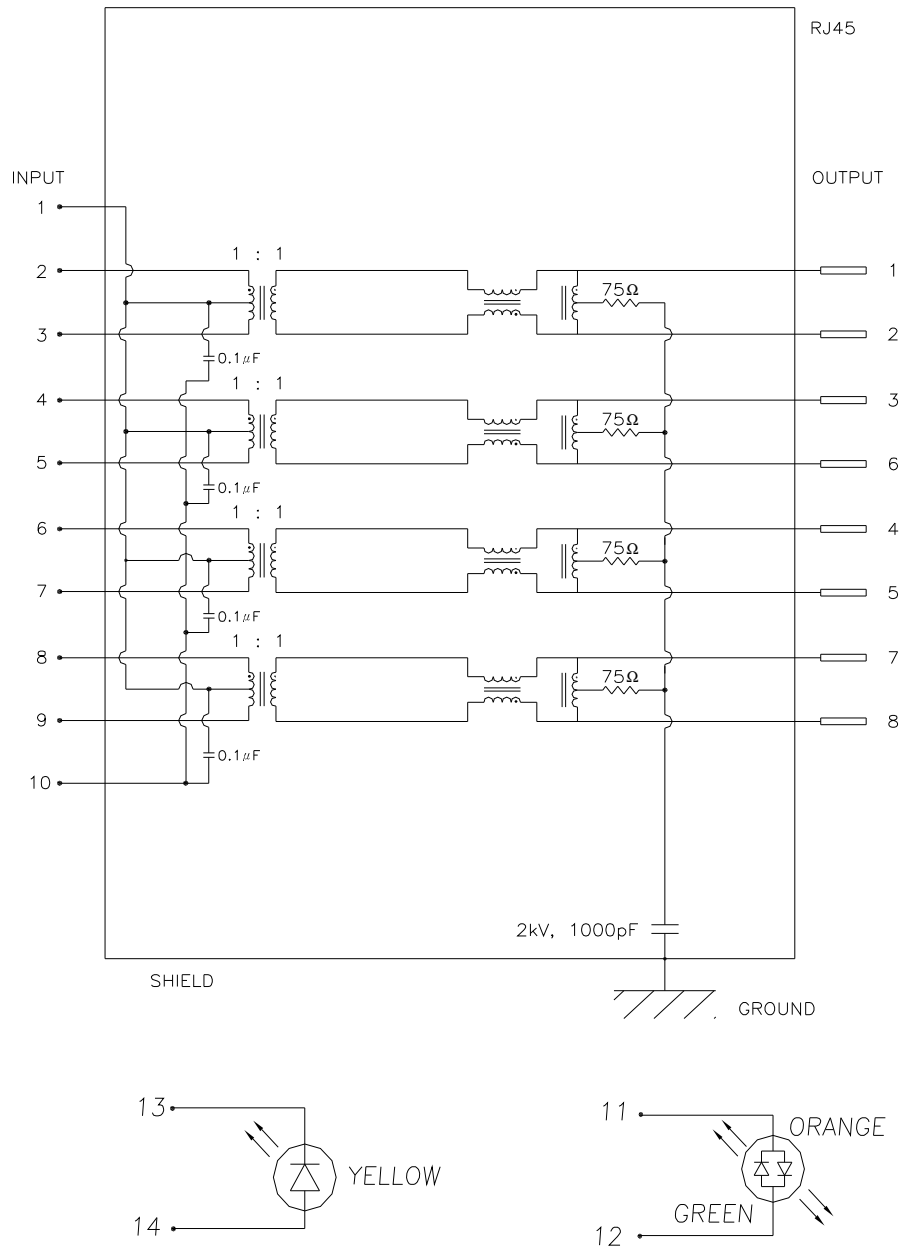 RJ45
INPUT
OUTPUT
1
1 : 1
2
1
75Ω
3
2
0.1μF
1 : 1
4
3
75Ω
5
6
0.1μF
1 : 1
6
4
75Ω
7
5
0.1μF
1 : 1
8
7
75Ω
9
8
0.1μF
10
2kV, 1000pF
SHIELD
GROUND
13
11
ORANGE
YELLOW
GREEN
14
12